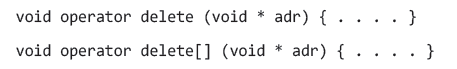 void operator delete (void * adr) { . . . . }
void operator delete[] (void * adr) { . . . . }